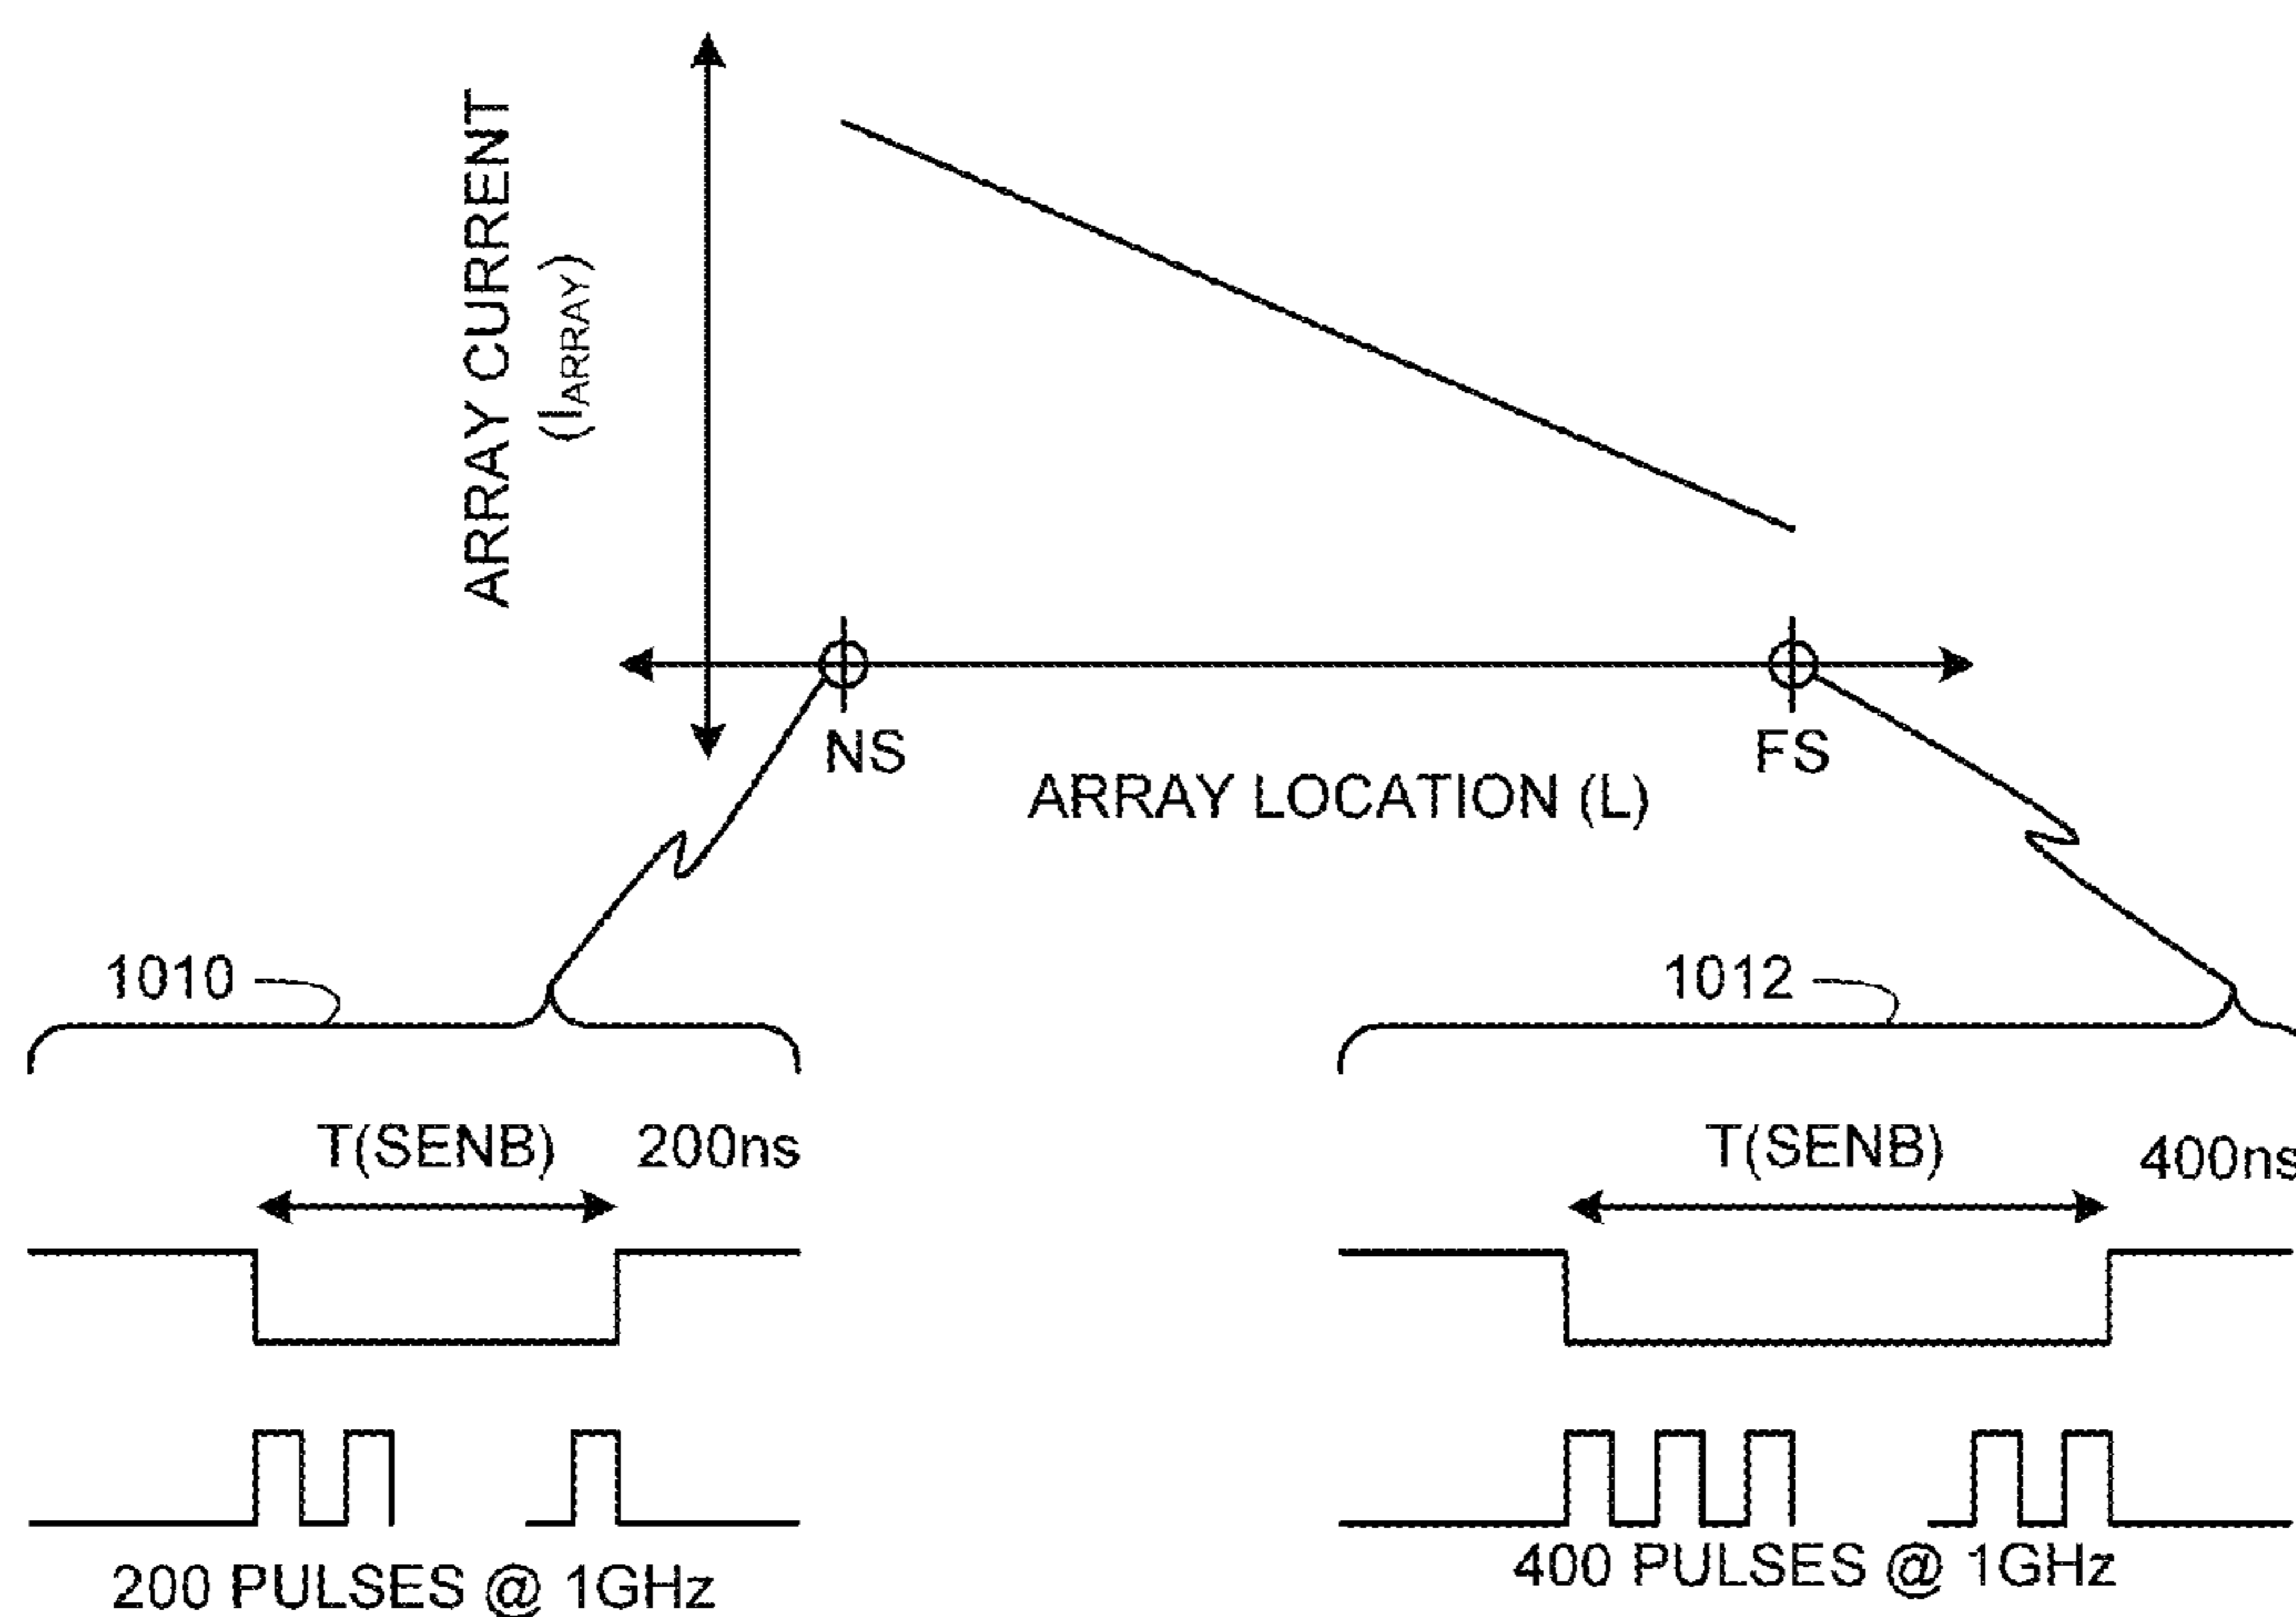 ARRAY CURRENT
(IARRAY)
NS
FS
ARRAY LOCATION (L)
1010
1012
T(SENB) 200ns
T(SENB) 400ns
200 PULSES @ 1GHz
400 PULSES @ 1GHz